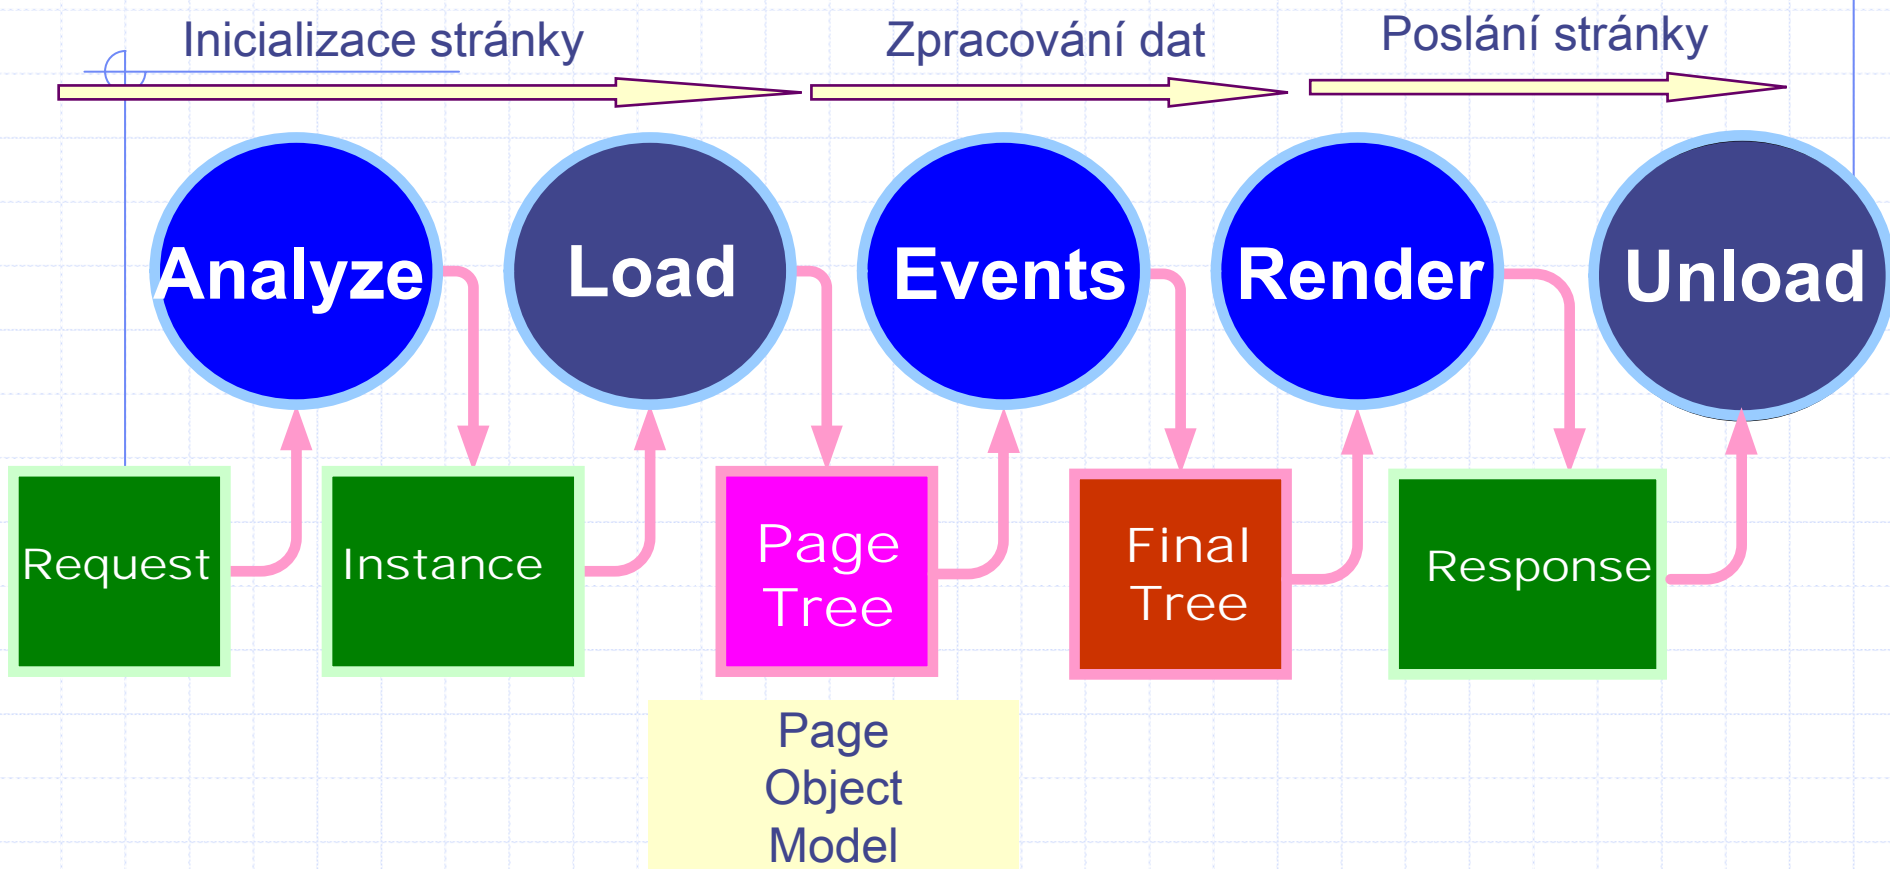 Inicializace stránky
Zpracování dat
Poslání stránky
Analyze
Load
Events
Render
Unload
Request
Instance
Page
Tree
Final
Tree
Response
Page
Object
Model